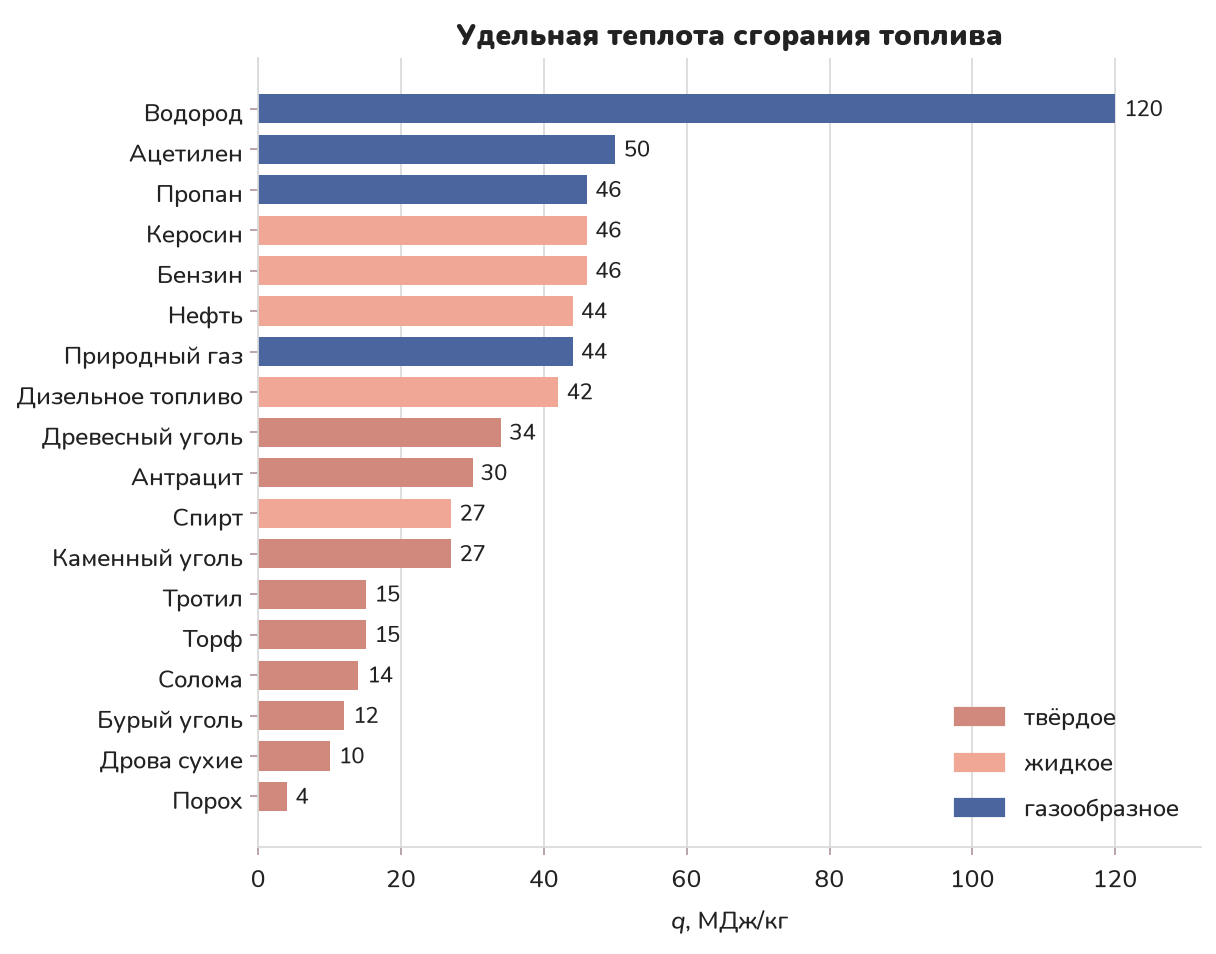 Удельная теплота сгорания топлива
Водород 120
Ацетилен 50
Пропан 46
Керосин 46
Бензин 46
Нефть 44
Природный газ 44
Дизельное топливо 42
Древесный уголь 34
Антрацит 30
Спирт 27
Каменный уголь 27
Тротил 15
Торф 15
Солома 14
Бурый уголь 12
Дрова сухие 10
Порох 4
твёрдое
жидкое
газообразное
0 20 40 60 80 100 120
q, МДж/кг